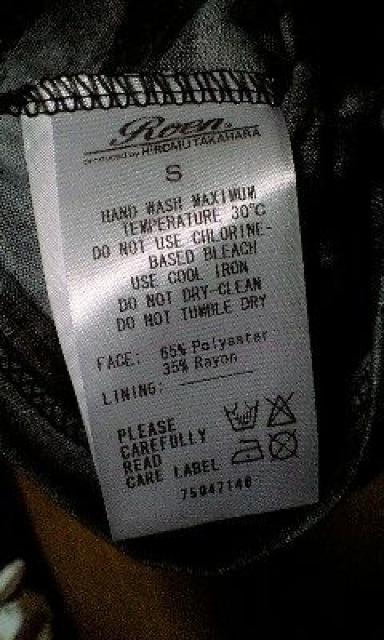 Roen
produced by HIROMU TAKAHARA
S
HAND WASH MAXIMUM
TEMPERATURE 30°C
DO NOT USE CHLORINE-
BASED BLEACH
USE COOL IRON
DO NOT DRY-CLEAN
DO NOT TUMBLE DRY
FACE: 65% Polyester
35% Rayon
LINING:
PLEASE
CAREFULLY
READ
CARE LABEL
75047140